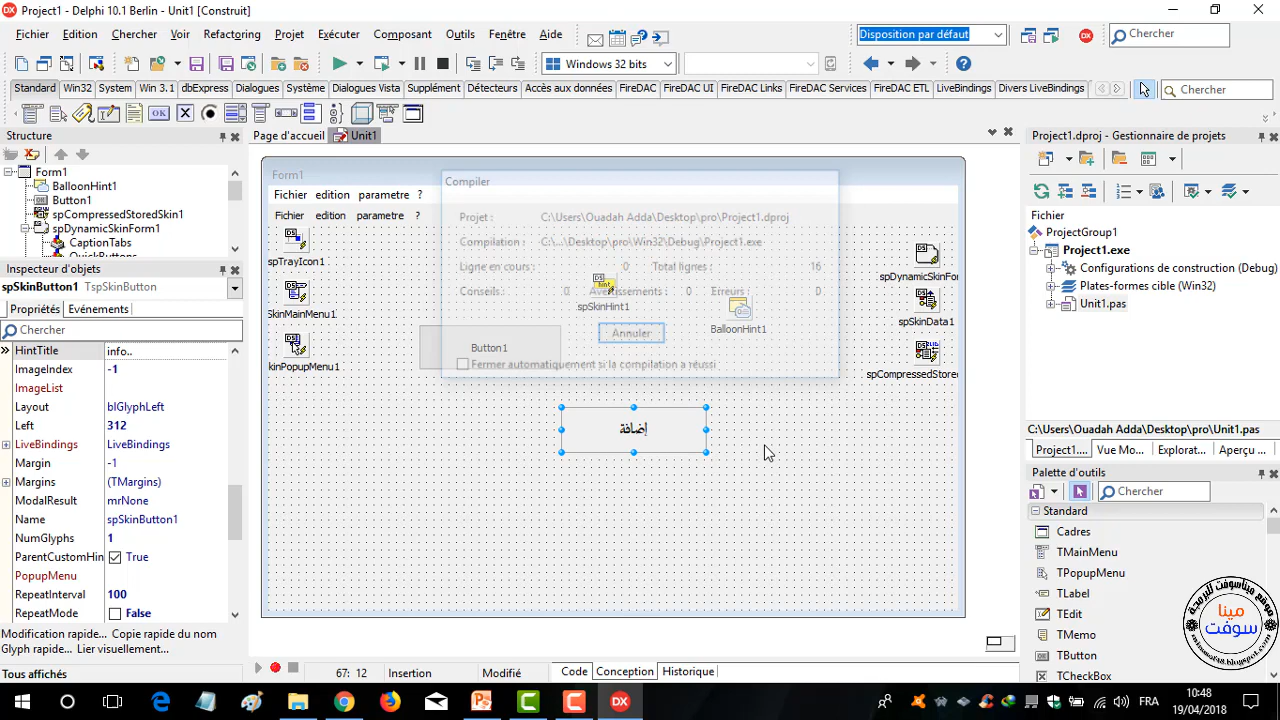 Project1 - Delphi 10.1 Berlin - Unit1 [Construit]
Fichier Edition Chercher Voir Refactoring Projet Exécuter Composant Outils Fenêtre Aide
Disposition par défaut
Chercher
Windows 32 bits
Standard Win32 System Win 3.1 dbExpress Dialogues Système Dialogues Vista Supplément Détecteurs Accès aux données FireDAC FireDAC UI FireDAC Links FireDAC Services FireDAC ETL LiveBindings Divers LiveBindings
Chercher
Structure
Form1
BalloonHint1
Button1
spCompressedStoredSkin1
spDynamicSkinForm1
CaptionTabs
QuickButtons
Inspecteur d'objets
spSkinButton1 TspSkinButton
Propriétés Evénements
Chercher
HintTitle info..
ImageIndex -1
ImageList
Layout blGlyphLeft
Left 312
LiveBindings LiveBindings
Margin -1
Margins (TMargins)
ModalResult mrNone
Name spSkinButton1
NumGlyphs 1
ParentCustomHin True
PopupMenu
RepeatInterval 100
RepeatMode False
Modification rapide... Copie rapide du nom
Glyph rapide... Lier visuellement...
Tous affichés
Page d'accueil Unit1
Form1
Fichier edition parametre ?
Fichier edition parametre ?
spTrayIcon1
SkinMainMenu1
kinPopupMenu1
Compiler
Projet : C:\Users\Ouadah Adda\Desktop\pro\Project1.dproj
Compilation : C:\...\Desktop\pro\Win32\Debug\Project1.exe
Ligne en cours : 0 Total lignes : 16
Conseils : 0 Avertissements : 0 Erreurs : 0
spSkinHint1
BalloonHint1
Annuler
Button1
Fermer automatiquement si la compilation a réussi
إضافة
spDynamicSkinFor
spSkinData1
spCompressedStore
67: 12 Insertion Modifié Code Conception Historique
Project1.dproj - Gestionnaire de projets
Fichier
ProjectGroup1
Project1.exe
Configurations de construction (Debug)
Plates-formes cible (Win32)
Unit1.pas
C:\Users\Ouadah Adda\Desktop\pro\Unit1.pas
Project1.... Vue Mo... Explorat... Aperçu ...
Palette d'outils
Chercher
Standard
Cadres
TMainMenu
TPopupMenu
TLabel
TEdit
TMemo
TButton
TCheckBox
موقع مينا سوفت للبرمجة
مينا
سوفت
FRA
10:48
19/04/2018